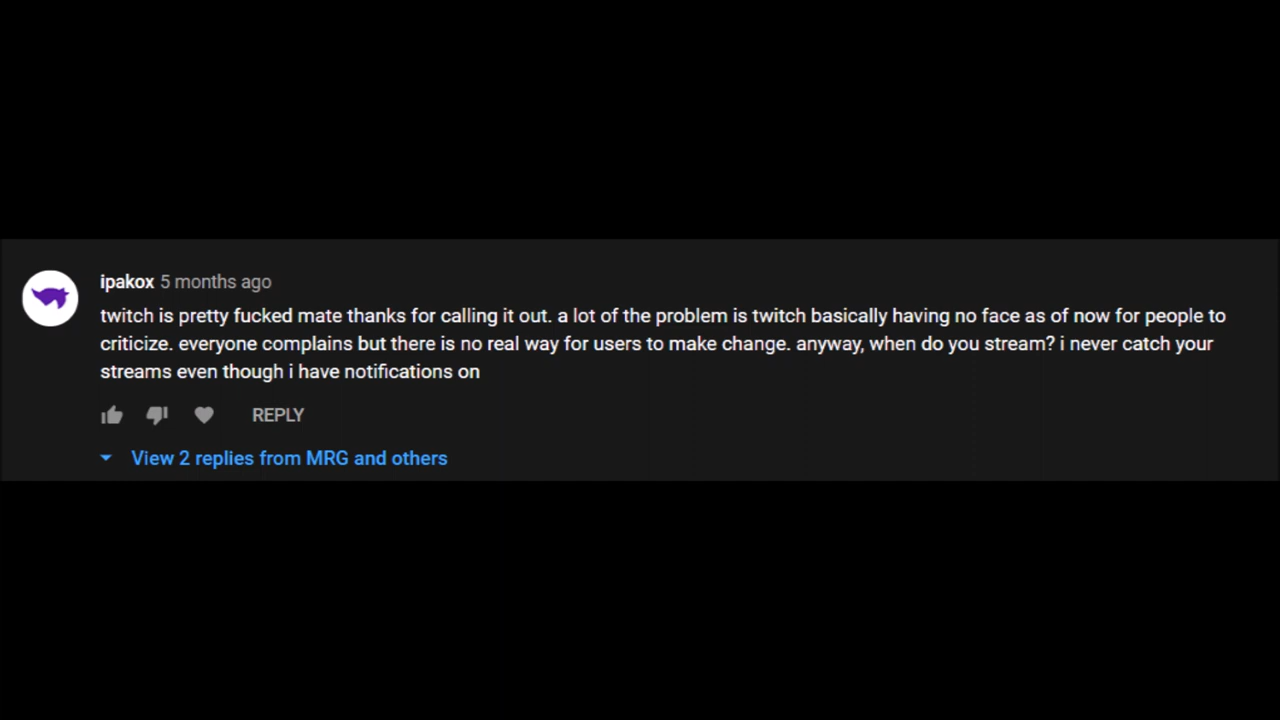 ipakox 5 months ago
twitch is pretty fucked mate thanks for calling it out. a lot of the problem is twitch basically having no face as of now for people to
criticize. everyone complains but there is no real way for users to make change. anyway, when do you stream? i never catch your
streams even though i have notifications on
REPLY
View 2 replies from MRG and others